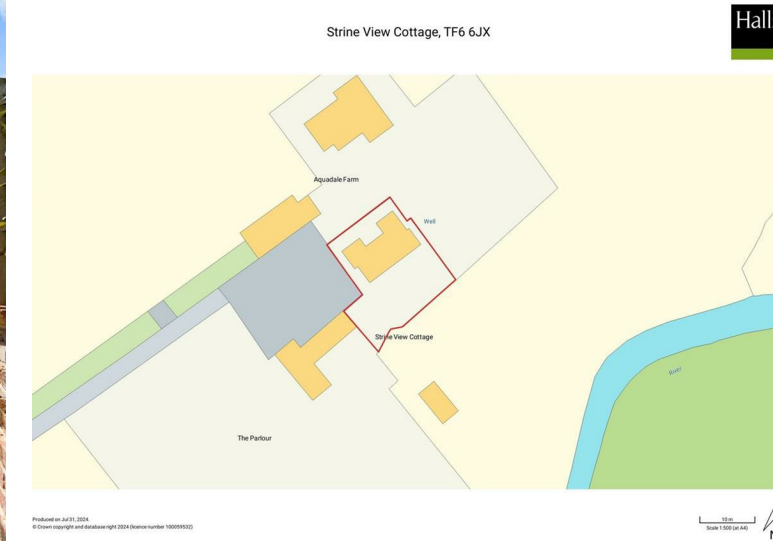 Strine View Cottage, TF6 6JX
Hall
Aquadale Farm
Well
Strine View Cottage
River
The Parlour
Produced on Jul 31, 2024.
© Crown copyright and database right 2024 (licence number 100059532)
10 m
Scale 1:500 (at A4)
N